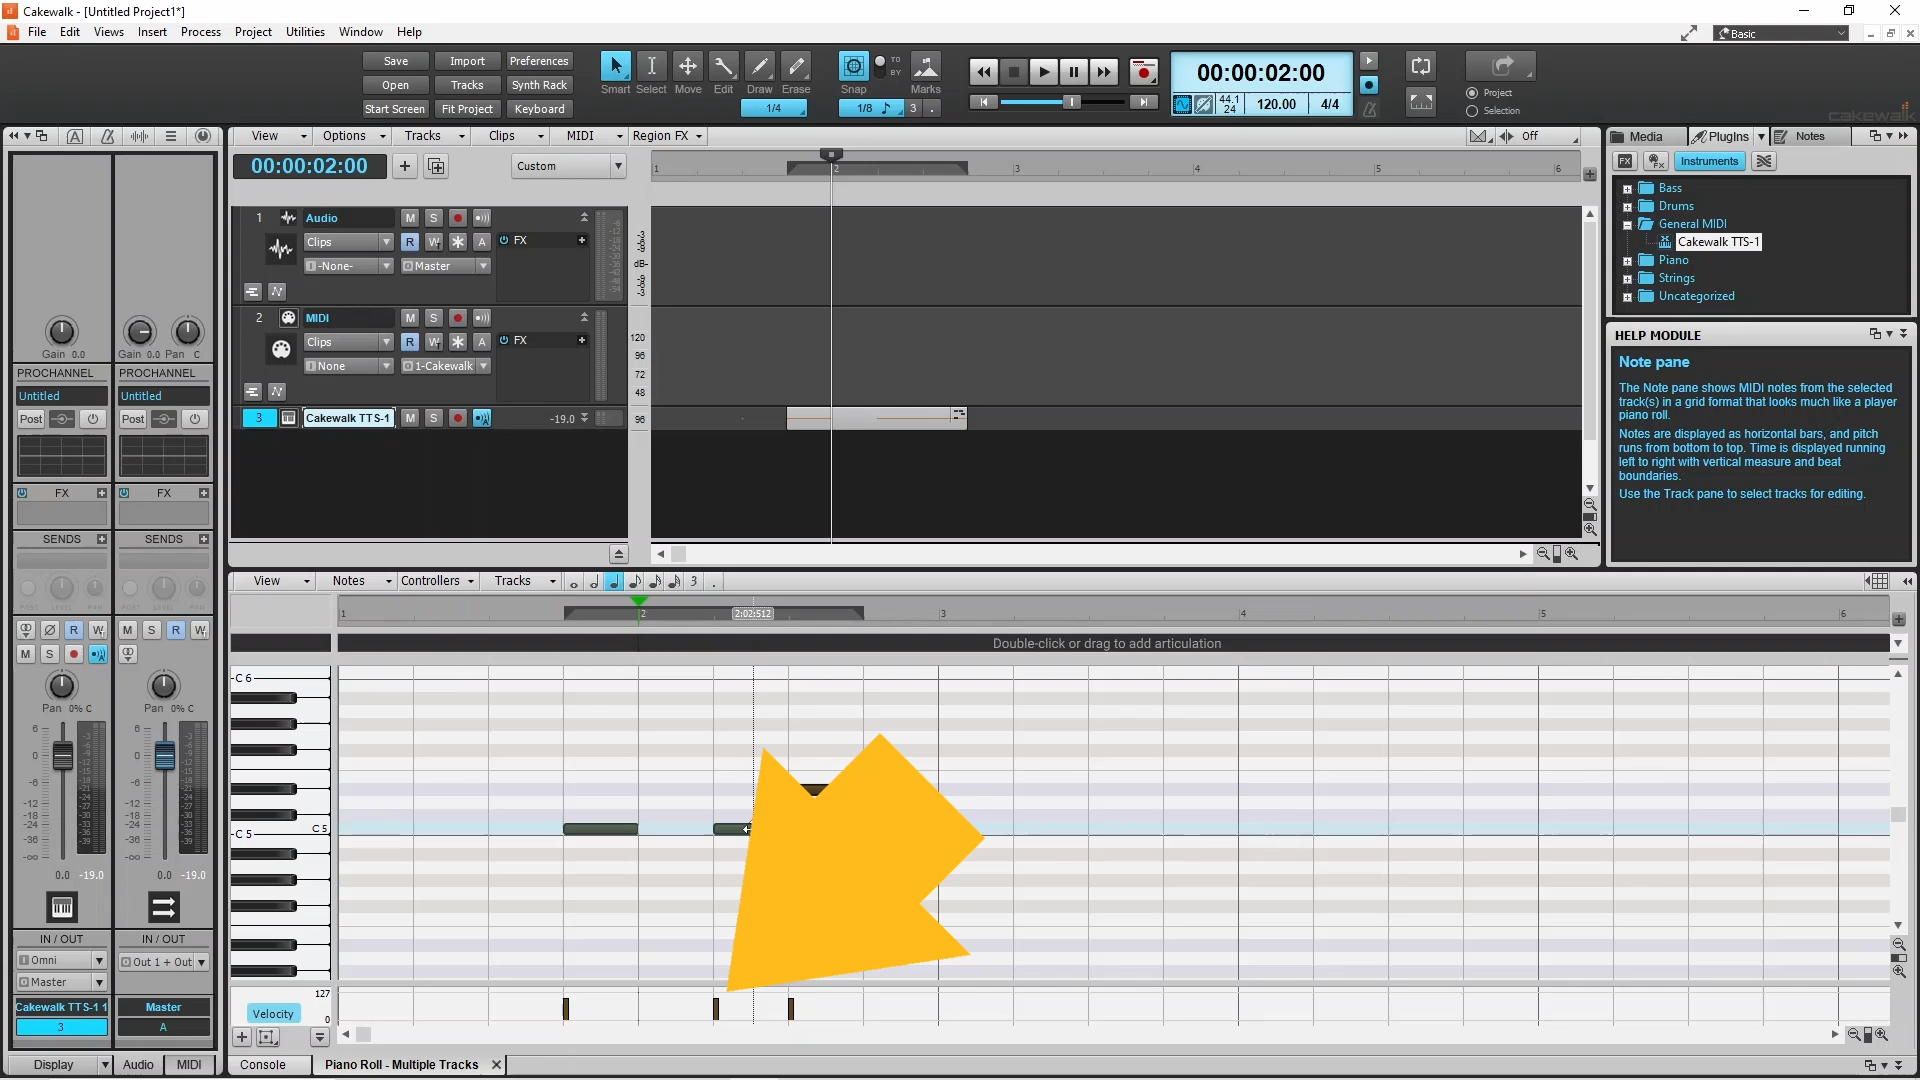 Cakewalk - [Untitled Project1*]
File Edit Views Insert Process Project Utilities Window Help
Basic
Save Import Preferences
Open Tracks Synth Rack
Start Screen Fit Project Keyboard
Smart Select Move Edit Draw Erase Snap Marks
TO
BY
1/4 1/8 3 .
00:00:02:00
44.1
24 120.00 4/4
Project
Selection
cakewalk
View Options Tracks Clips MIDI Region FX Off
00:00:02:00 Custom
1 2 3 4 5 6
1 Audio M S
Clips R W A FX
-None- Master
2 MIDI M S
Clips R W A FX
None 1-Cakewalk
3 Cakewalk TTS-1 M S -19.0
dB-
120
96
72
48
96
Media PlugIns Notes
FX Instruments
Bass
Drums
General MIDI
Cakewalk TTS-1
Piano
Strings
Uncategorized
HELP MODULE
Note pane
The Note pane shows MIDI notes from the selected
track(s) in a grid format that looks much like a player
piano roll.
Notes are displayed as horizontal bars, and pitch
runs from bottom to top. Time is displayed running
left to right with vertical measure and beat
boundaries.
Use the Track pane to select tracks for editing.
Gain 0.0 Gain 0.0 Pan C
PROCHANNEL PROCHANNEL
Untitled Untitled
Post Post
FX FX
SENDS SENDS
POST LEVEL PAN POST LEVEL PAN
R W M S R W
M S
Pan 0% C Pan 0% C
0.0 -19.0 0.0 -19.0
IN / OUT IN / OUT
Omni Out 1 + Out
Master
Cakewalk TTS-1 1 Master
3 A
Display Audio MIDI
View Notes Controllers Tracks 3 .
1 2 2:02:512 3 4 5 6
Double-click or drag to add articulation
C 6
C 5 C 5
127
Velocity
0
Console Piano Roll - Multiple Tracks